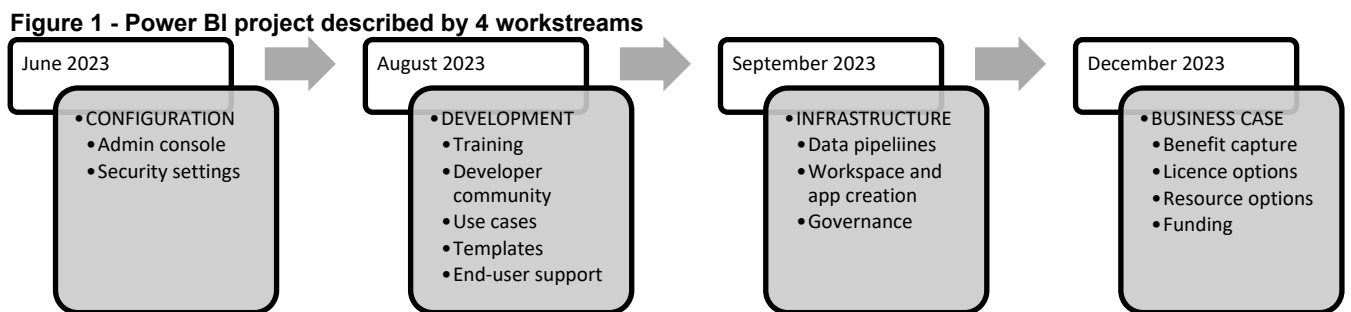 Figure 1 - Power BI project described by 4 workstreams
June 2023
•CONFIGURATION
•Admin console
•Security settings
August 2023
•DEVELOPMENT
•Training
•Developer
community
•Use cases
•Templates
•End-user support
September 2023
•INFRASTRUCTURE
•Data pipeliines
•Workspace and
app creation
•Governance
December 2023
•BUSINESS CASE
•Benefit capture
•Licence options
•Resource options
•Funding